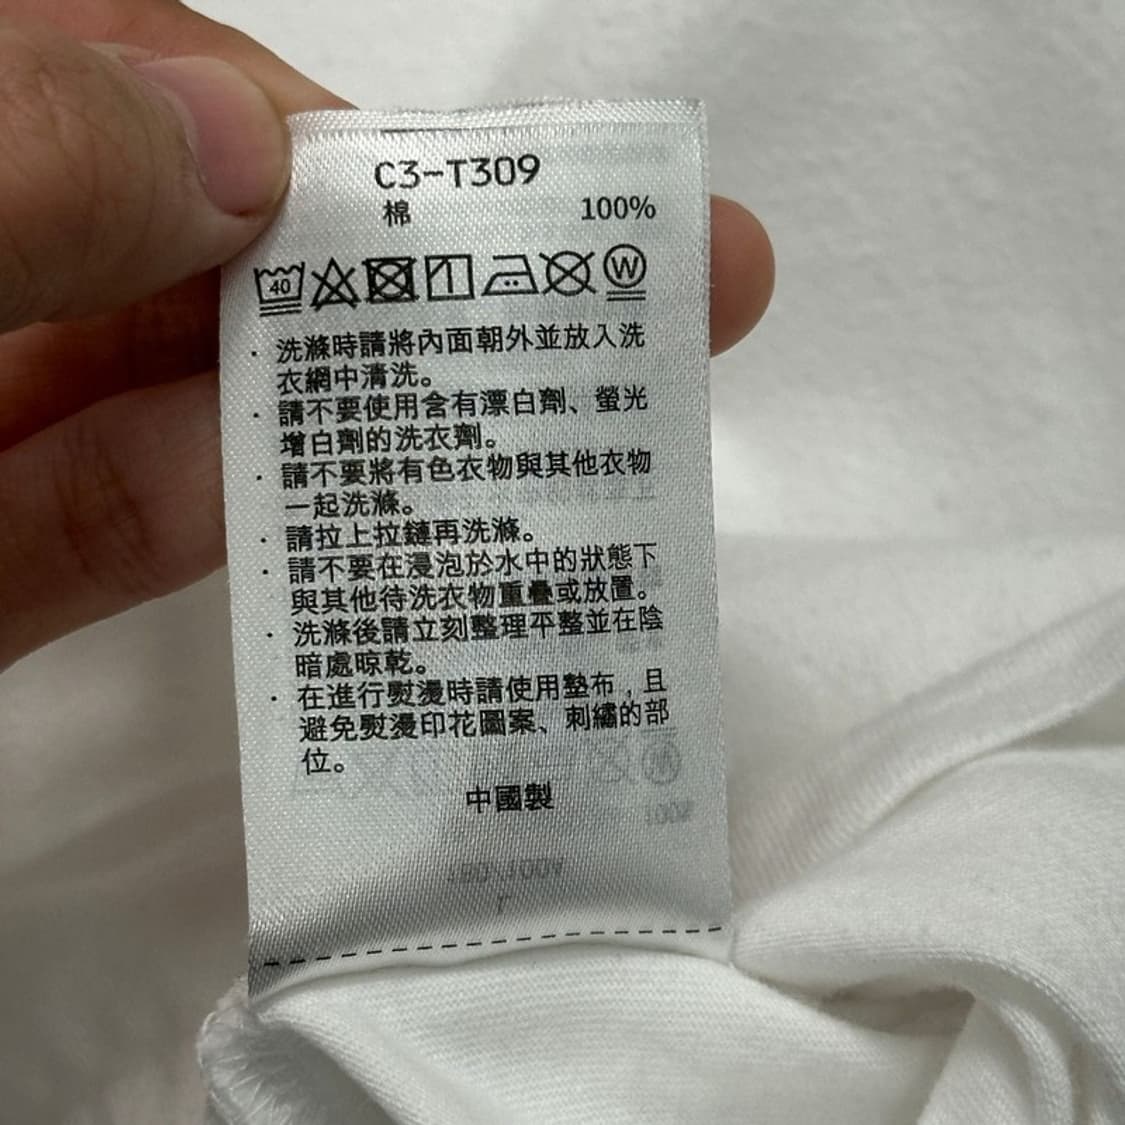 C3-T309
棉 100%
40 W
· 洗滌時請將內面朝外並放入洗
衣網中清洗。
· 請不要使用含有漂白劑、螢光
增白劑的洗衣劑。
· 請不要將有色衣物與其他衣物
一起洗滌。
· 請拉上拉鏈再洗滌。
· 請不要在浸泡於水中的狀態下
與其他待洗衣物重疊或放置。
· 洗滌後請立刻整理平整並在陰
暗處晾乾。
· 在進行熨燙時請使用墊布，且
避免熨燙印花圖案、刺繡的部
位。
中國製